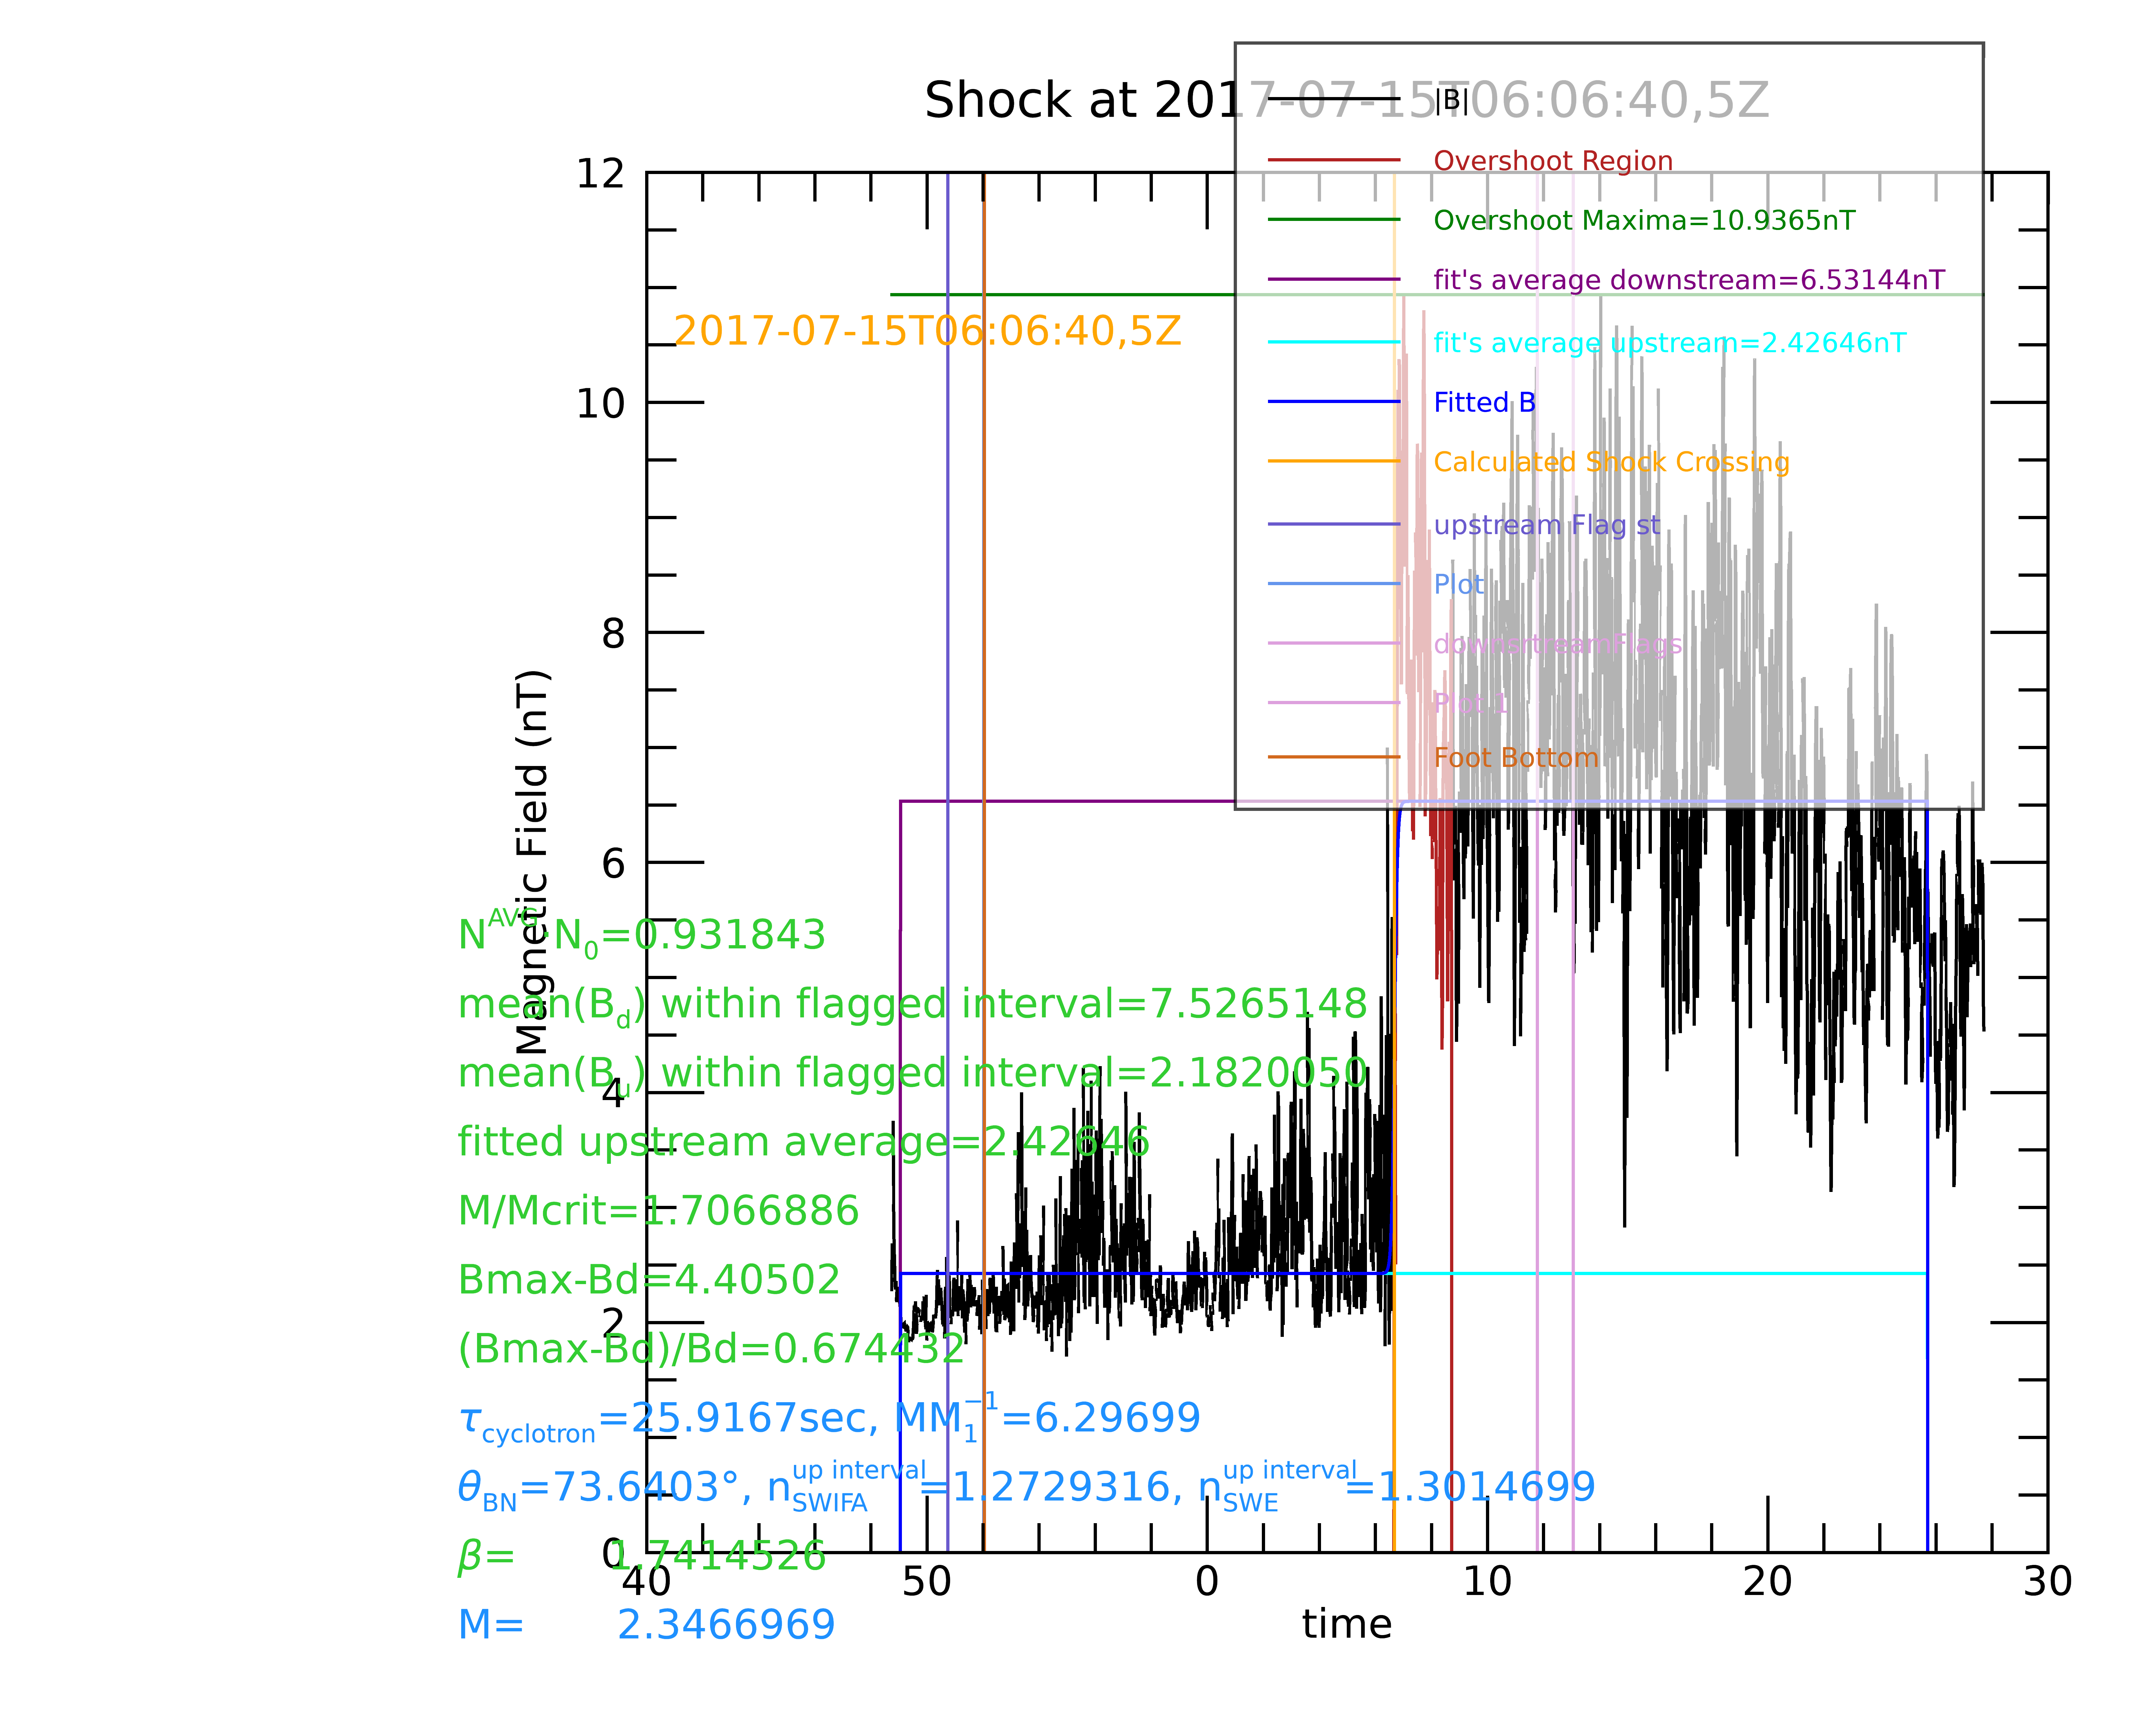 Shock at 2017-07-15T06:06:40,5Z
|B|
Overshoot Region
Overshoot Maxima=10.9365nT
fit's average downstream=6.53144nT
fit's average upstream=2.42646nT
Fitted B
Calculated Shock Crossing
upstream Flag st
Plot
downsrtreamFlags
Plot 1
Foot Bottom
2017-07-15T06:06:40,5Z
12
10
8
6
4
2
0
Magnetic Field (nT)
N^AVG-N_0=0.931843
mean(B_d) within flagged interval=7.5265148
mean(B_u) within flagged interval=2.1820050
fitted upstream average=2.42646
M/Mcrit=1.7066886
Bmax-Bd=4.40502
(Bmax-Bd)/Bd=0.674432
τ_cyclotron=25.9167sec, MM_1^−1=6.29699
θ_BN=73.6403°, n_SWIFA^up interval=1.2729316, n_SWE^up interval=1.3014699
β= 1.7414526
M= 2.3466969
40 50 0 10 20 30
time